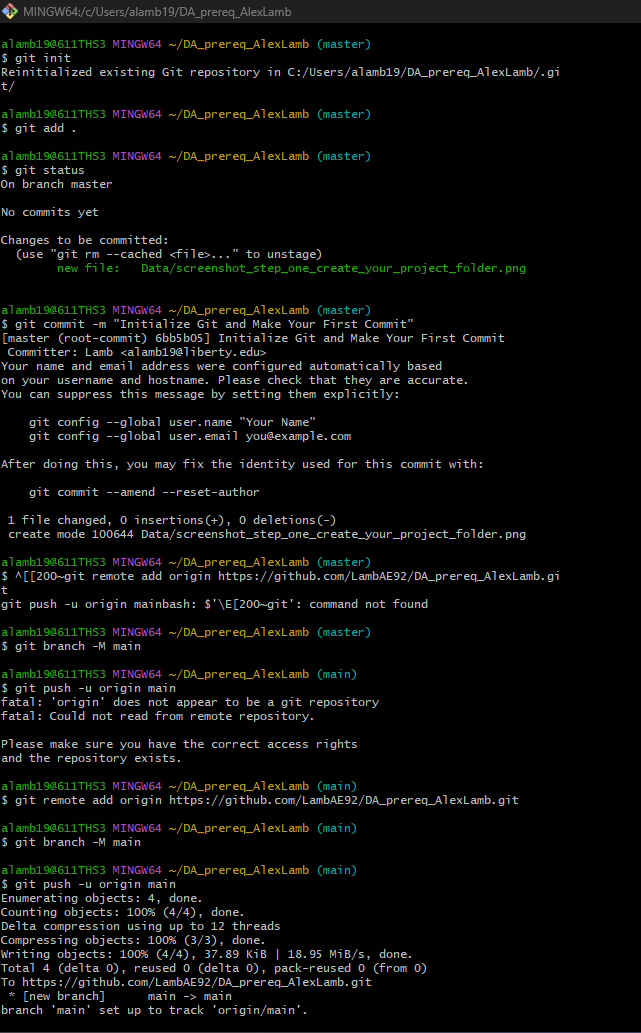 MINGW64:/c/Users/alamb19/DA_prereq_AlexLamb
alamb19@611THS3 MINGW64 ~/DA_prereq_AlexLamb (master)
$ git init
Reinitialized existing Git repository in C:/Users/alamb19/DA_prereq_AlexLamb/.gi
t/
alamb19@611THS3 MINGW64 ~/DA_prereq_AlexLamb (master)
$ git add .
alamb19@611THS3 MINGW64 ~/DA_prereq_AlexLamb (master)
$ git status
On branch master
No commits yet
Changes to be committed:
  (use "git rm --cached <file>..." to unstage)
        new file:   Data/screenshot_step_one_create_your_project_folder.png
alamb19@611THS3 MINGW64 ~/DA_prereq_AlexLamb (master)
$ git commit -m "Initialize Git and Make Your First Commit"
[master (root-commit) 6bb5b05] Initialize Git and Make Your First Commit
 Committer: Lamb <alamb19@liberty.edu>
Your name and email address were configured automatically based
on your username and hostname. Please check that they are accurate.
You can suppress this message by setting them explicitly:
    git config --global user.name "Your Name"
    git config --global user.email you@example.com
After doing this, you may fix the identity used for this commit with:
    git commit --amend --reset-author
 1 file changed, 0 insertions(+), 0 deletions(-)
 create mode 100644 Data/screenshot_step_one_create_your_project_folder.png
alamb19@611THS3 MINGW64 ~/DA_prereq_AlexLamb (master)
$ ^[[200~git remote add origin https://github.com/LambAE92/DA_prereq_AlexLamb.gi
t
git push -u origin mainbash: $'\E[200~git': command not found
alamb19@611THS3 MINGW64 ~/DA_prereq_AlexLamb (master)
$ git branch -M main
alamb19@611THS3 MINGW64 ~/DA_prereq_AlexLamb (main)
$ git push -u origin main
fatal: 'origin' does not appear to be a git repository
fatal: Could not read from remote repository.
Please make sure you have the correct access rights
and the repository exists.
alamb19@611THS3 MINGW64 ~/DA_prereq_AlexLamb (main)
$ git remote add origin https://github.com/LambAE92/DA_prereq_AlexLamb.git
alamb19@611THS3 MINGW64 ~/DA_prereq_AlexLamb (main)
$ git branch -M main
alamb19@611THS3 MINGW64 ~/DA_prereq_AlexLamb (main)
$ git push -u origin main
Enumerating objects: 4, done.
Counting objects: 100% (4/4), done.
Delta compression using up to 12 threads
Compressing objects: 100% (3/3), done.
Writing objects: 100% (4/4), 37.89 KiB | 18.95 MiB/s, done.
Total 4 (delta 0), reused 0 (delta 0), pack-reused 0 (from 0)
To https://github.com/LambAE92/DA_prereq_AlexLamb.git
 * [new branch]      main -> main
branch 'main' set up to track 'origin/main'.